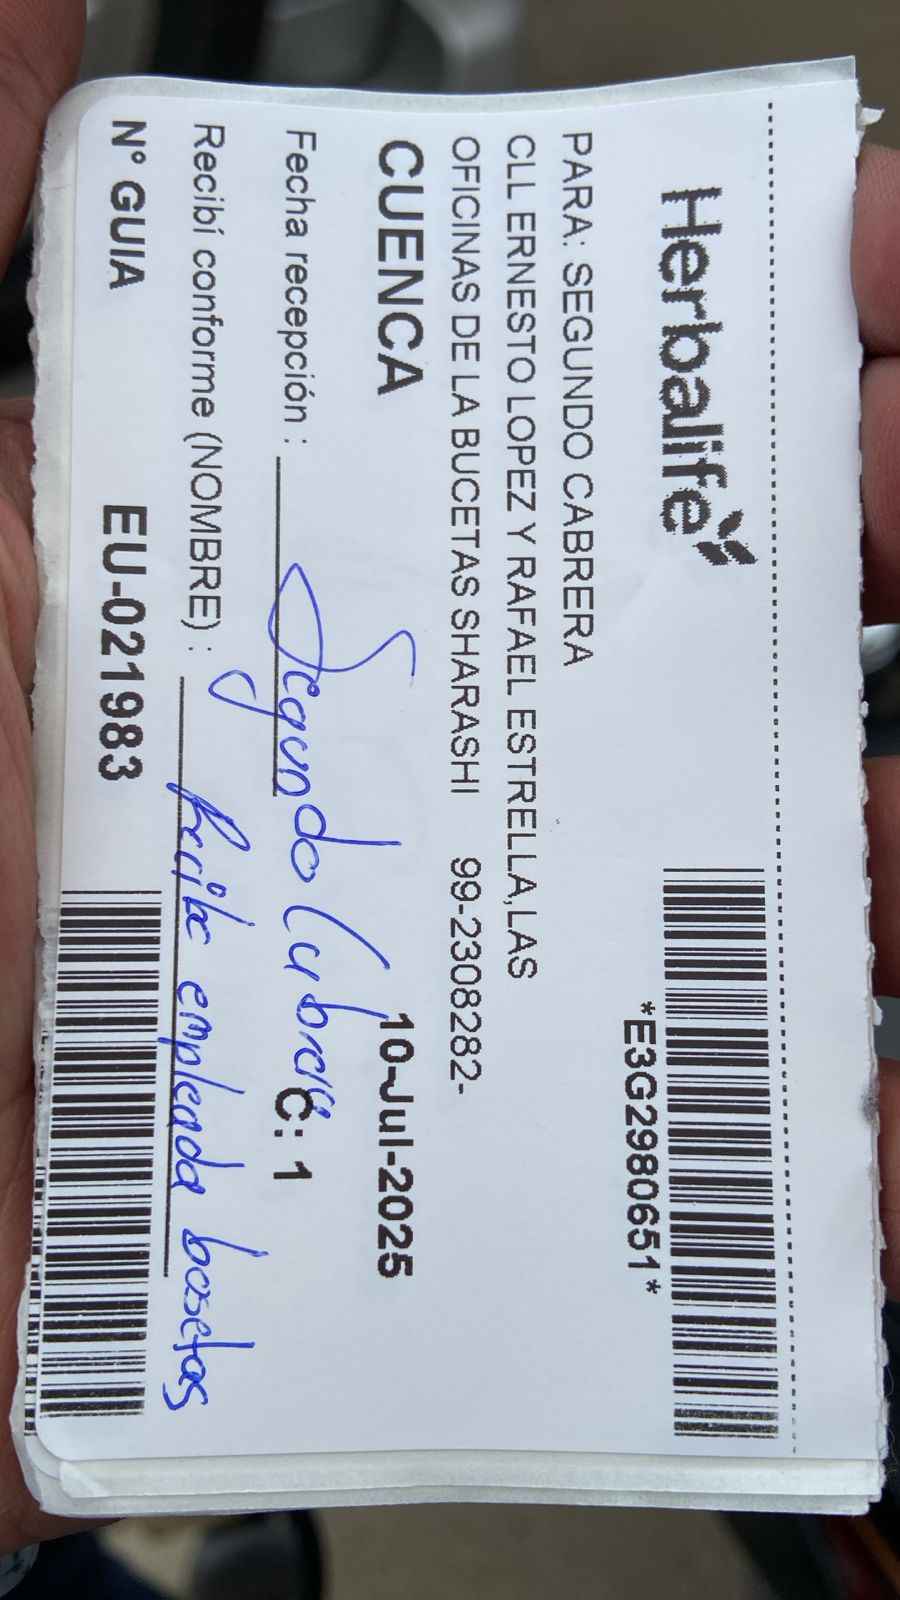 Herbalife
*E3G2980651*
PARA: SEGUNDO CABRERA
CLL ERNESTO LOPEZ Y RAFAEL ESTRELLA,LAS
OFICINAS DE LA BUCETAS SHARASHI 99-2308282-
CUENCA 10-Jul-2025
Fecha recepción : Segundo Cabrera C: 1
Recibí conforme (NOMBRE) : Recibe empleada busetas
N° GUIA EU-021983